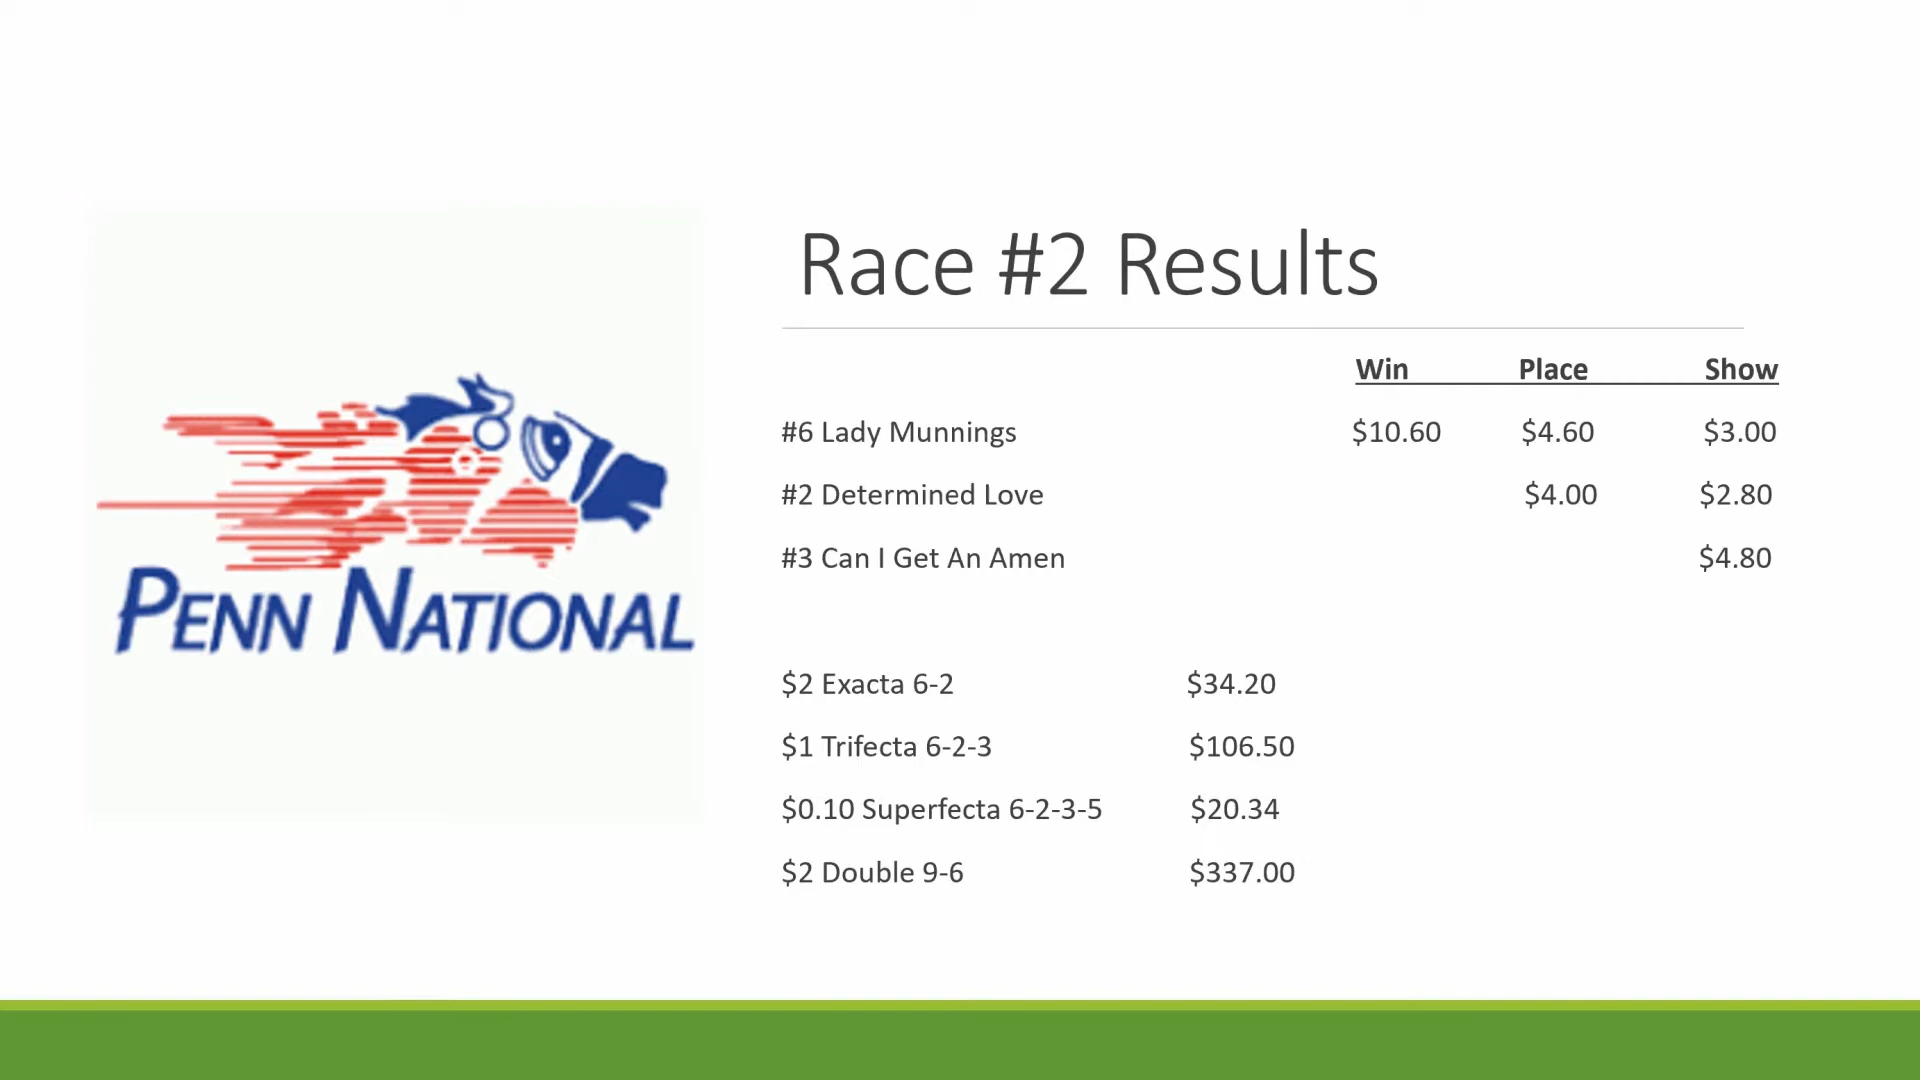 PENN NATIONAL
Race #2 Results
Win Place Show
#6 Lady Munnings $10.60 $4.60 $3.00
#2 Determined Love $4.00 $2.80
#3 Can I Get An Amen $4.80
$2 Exacta 6-2 $34.20
$1 Trifecta 6-2-3 $106.50
$0.10 Superfecta 6-2-3-5 $20.34
$2 Double 9-6 $337.00